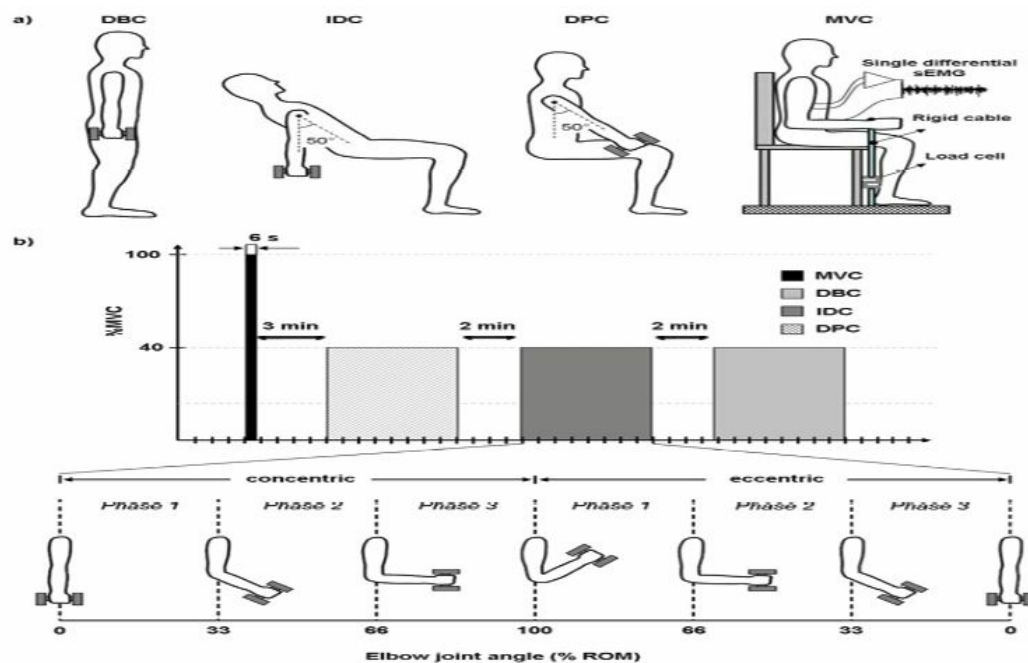 a) DBC IDC DPC MVC
Single differential
sEMG
Rigid cable
Load cell
50° 50°
b)
6 s
100
MVC
DBC
IDC
DPC
%MVC
3 min 2 min 2 min
40
concentric eccentric
Phase 1 Phase 2 Phase 3 Phase 1 Phase 2 Phase 3
0 33 66 100 66 33 0
Elbow joint angle (% ROM)